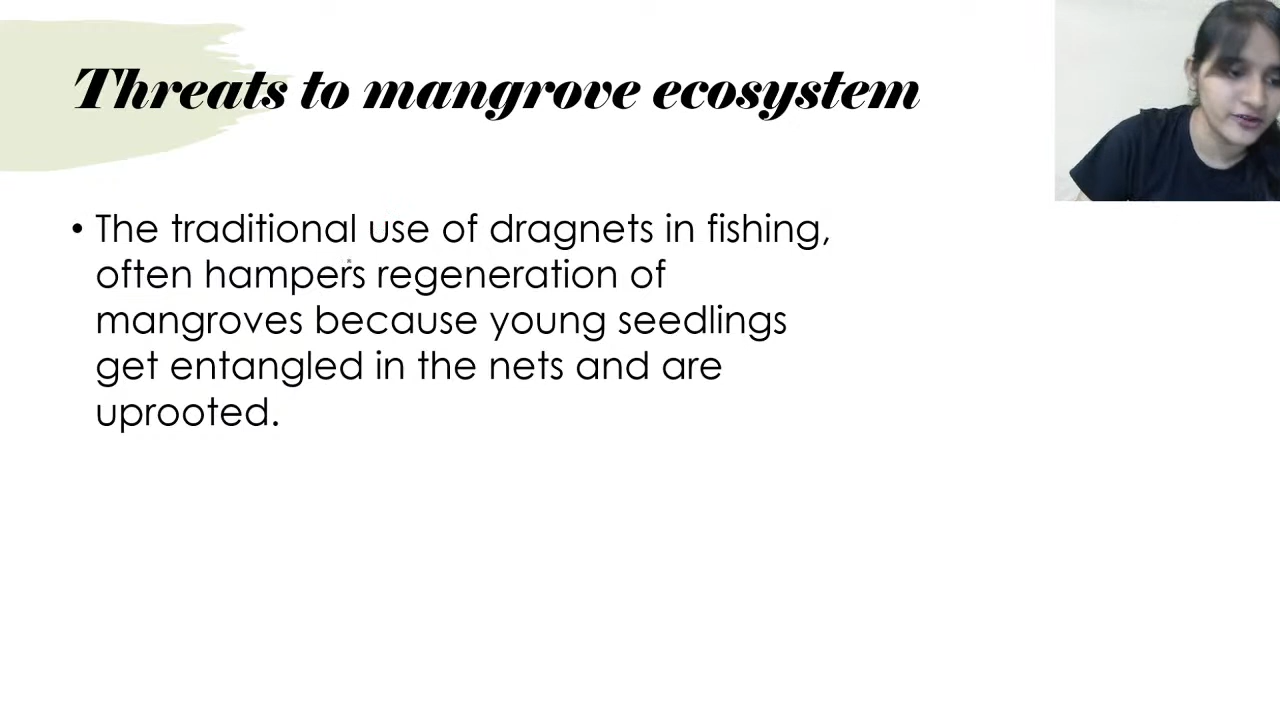 Threats to mangrove ecosystem
• The traditional use of dragnets in fishing,
often hampers regeneration of
mangroves because young seedlings
get entangled in the nets and are
uprooted.